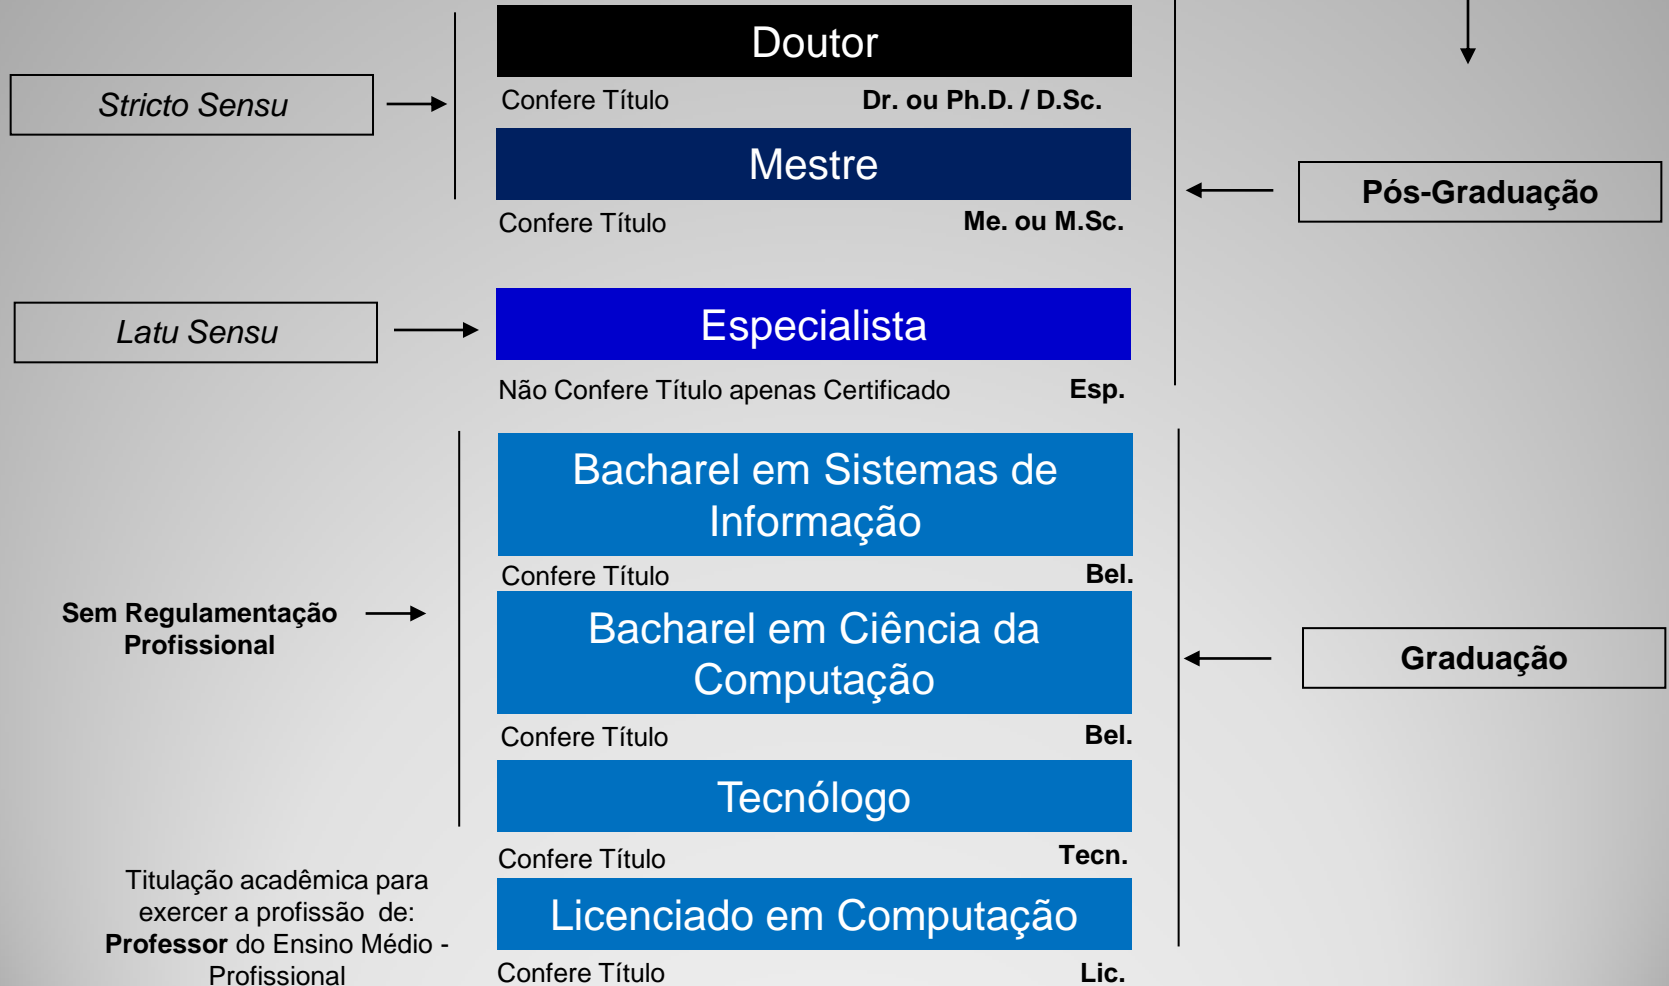 Doutor
Stricto Sensu
Confere Título Dr. ou Ph.D. / D.Sc.
Mestre
Pós-Graduação
Confere Título Me. ou M.Sc.
Latu Sensu
Especialista
Não Confere Título apenas Certificado Esp.
Bacharel em Sistemas de
Informação
Confere Título Bel.
Sem Regulamentação
Profissional
Bacharel em Ciência da
Computação
Graduação
Confere Título Bel.
Tecnólogo
Confere Título Tecn.
Titulação acadêmica para
exercer a profissão de:
Professor do Ensino Médio -
Profissional
Licenciado em Computação
Confere Título Lic.